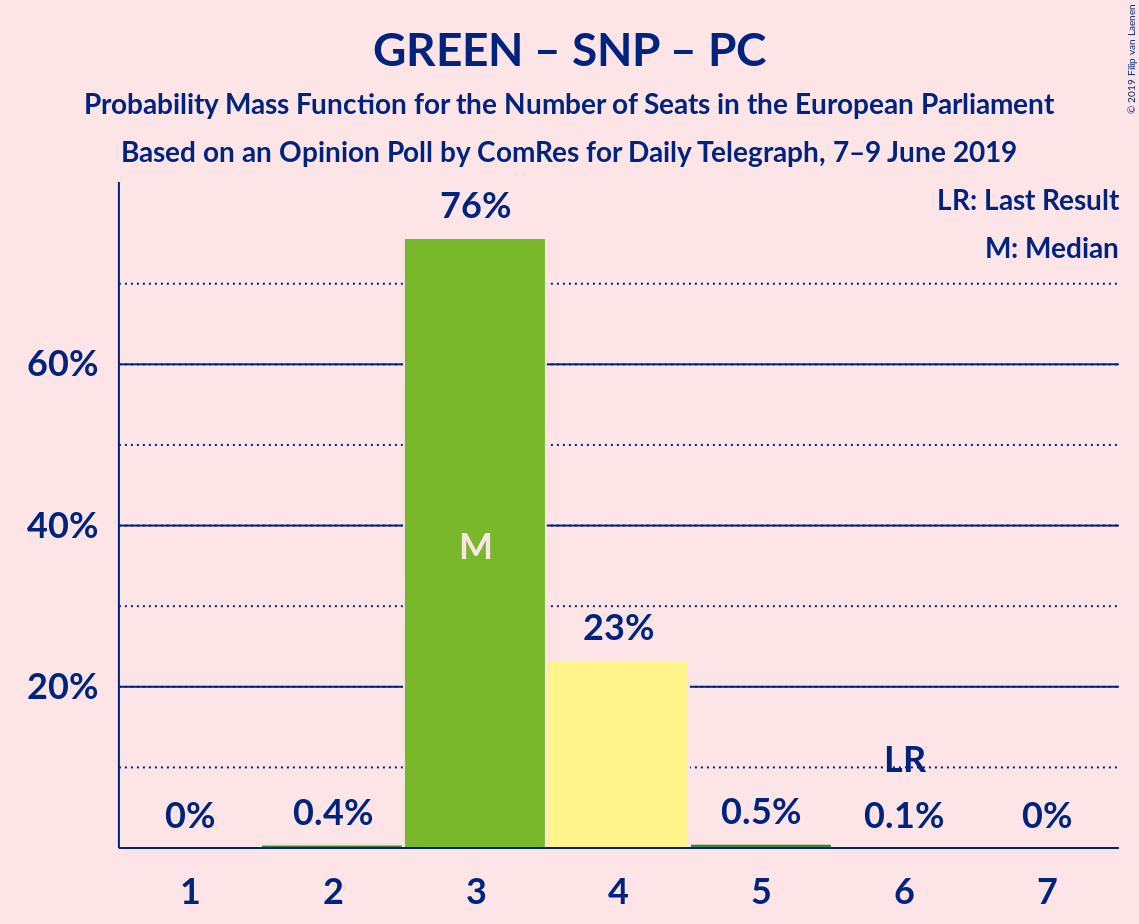 GREEN – SNP – PC
Probability Mass Function for the Number of Seats in the European Parliament
Based on an Opinion Poll by ComRes for Daily Telegraph, 7–9 June 2019
© 2019 Filip van Laenen
LR: Last Result
M: Median
76%
60%
M
40%
23%
20%
LR
0%
0.4%
0.5%
0.1%
0%
1
2
3
4
5
6
7